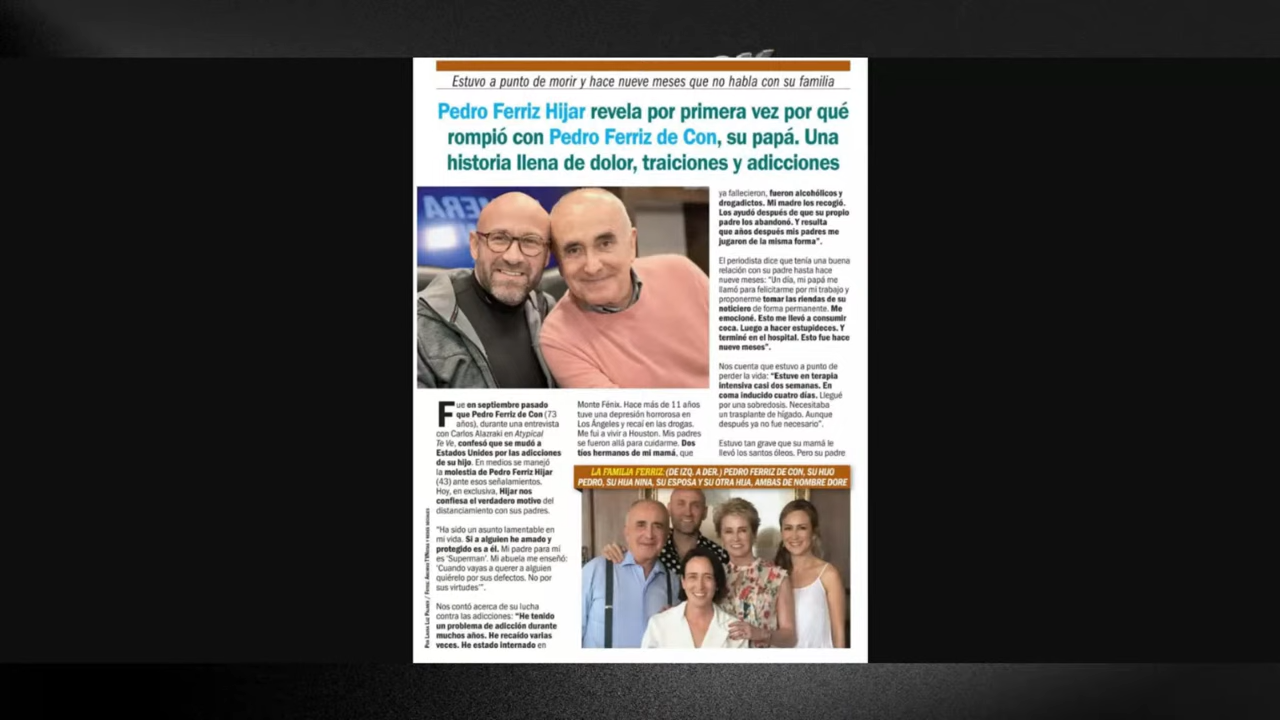 Estuvo a punto de morir y hace nueve meses que no habla con su familia
Pedro Ferriz Hijar revela por primera vez por qué
rompió con Pedro Ferriz de Con, su papá. Una
historia llena de dolor, traiciones y adicciones
Fue en septiembre pasado
que Pedro Ferriz de Con (73
años), durante una entrevista
con Carlos Alazraki en Atypical
Te Ve, confesó que se mudó a
Estados Unidos por las adicciones
de su hijo. En medios se manejó
la molestia de Pedro Ferriz Hijar
(43) ante esos señalamientos.
Hoy, en exclusiva, Hijar nos
confiesa el verdadero motivo del
distanciamiento con sus padres.
"Ha sido un asunto lamentable en
mi vida. Si a alguien he amado y
protegido es a él. Mi padre para mí
es 'Superman'. Mi abuela me enseñó:
'Cuando vayas a querer a alguien
quiérelo por sus defectos. No por
sus virtudes'".
Nos contó acerca de su lucha
contra las adicciones: "He tenido
un problema de adicción durante
muchos años. He recaído varias
veces. He estado internado en
Monte Fénix. Hace más de 11 años
tuve una depresión horrorosa en
Los Ángeles y recaí en las drogas.
Me fui a vivir a Houston. Mis padres
se fueron allá para cuidarme. Dos
tíos hermanos de mi mamá, que
ya fallecieron, fueron alcohólicos y
drogadictos. Mi madre los recogió.
Los ayudó después de que su propio
padre los abandonó. Y resulta
que años después mis padres me
jugaron de la misma forma".
El periodista dice que tenía una buena
relación con su padre hasta hace
nueve meses: "Un día, mi papá me
llamó para felicitarme por mi trabajo y
proponerme tomar las riendas de su
noticiero de forma permanente. Me
emocioné. Esto me llevó a consumir
coca. Luego a hacer estupideces. Y
terminé en el hospital. Esto fue hace
nueve meses".
Nos cuenta que estuvo a punto de
perder la vida: "Estuve en terapia
intensiva casi dos semanas. En
coma inducido cuatro días. Llegué
por una sobredosis. Necesitaba
un trasplante de hígado. Aunque
después ya no fue necesario".
Estuvo tan grave que su mamá le
llevó los santos óleos. Pero su padre
LA FAMILIA FERRIZ: (DE IZQ. A DER.) PEDRO FERRIZ DE CON, SU HIJO
PEDRO, SU HIJA NINA, SU ESPOSA Y SU OTRA HIJA, AMBAS DE NOMBRE DORE